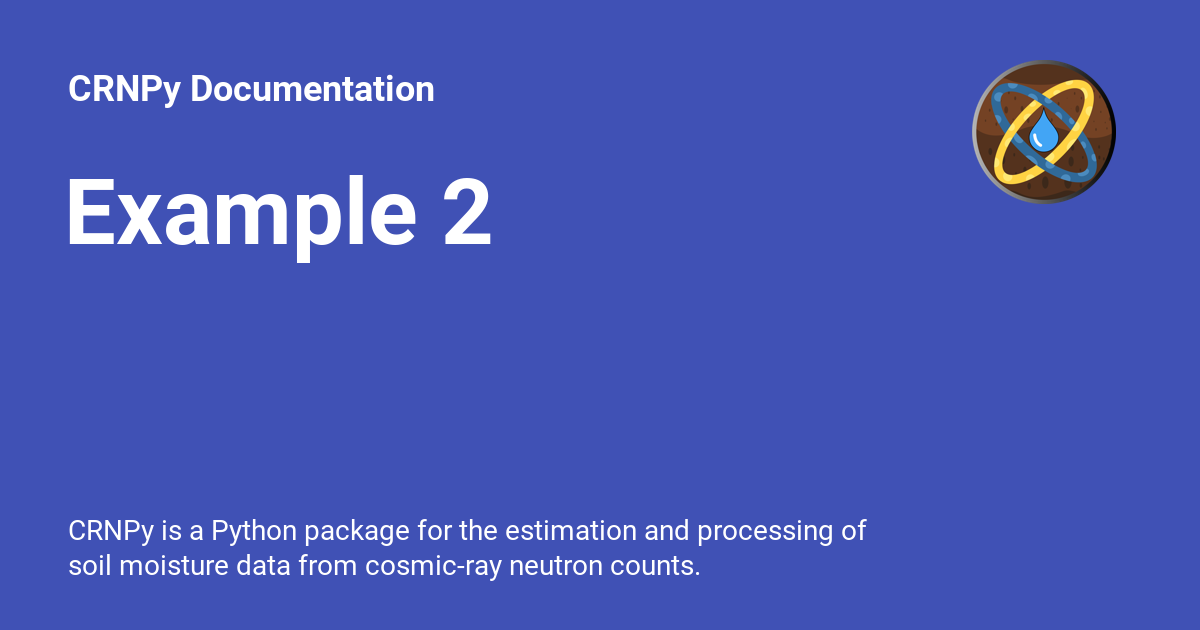 CRNPy Documentation
Example 2
CRNPy is a Python package for the estimation and processing of
soil moisture data from cosmic-ray neutron counts.